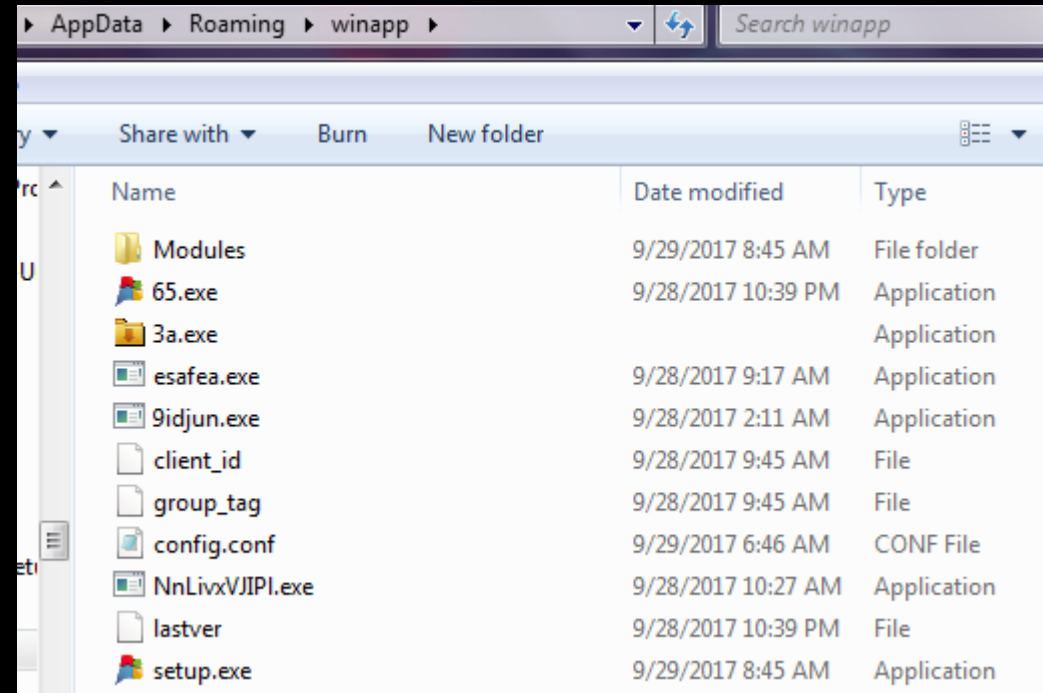 AppData Roaming winapp Search winapp
ry Share with Burn New folder
Name Date modified Type
Modules 9/29/2017 8:45 AM File folder
65.exe 9/28/2017 10:39 PM Application
3a.exe Application
esafea.exe 9/28/2017 9:17 AM Application
9idjun.exe 9/28/2017 2:11 AM Application
client_id 9/28/2017 9:45 AM File
group_tag 9/28/2017 9:45 AM File
config.conf 9/29/2017 6:46 AM CONF File
NnLivxVJIPI.exe 9/28/2017 10:27 AM Application
lastver 9/28/2017 10:39 PM File
setup.exe 9/29/2017 8:45 AM Application